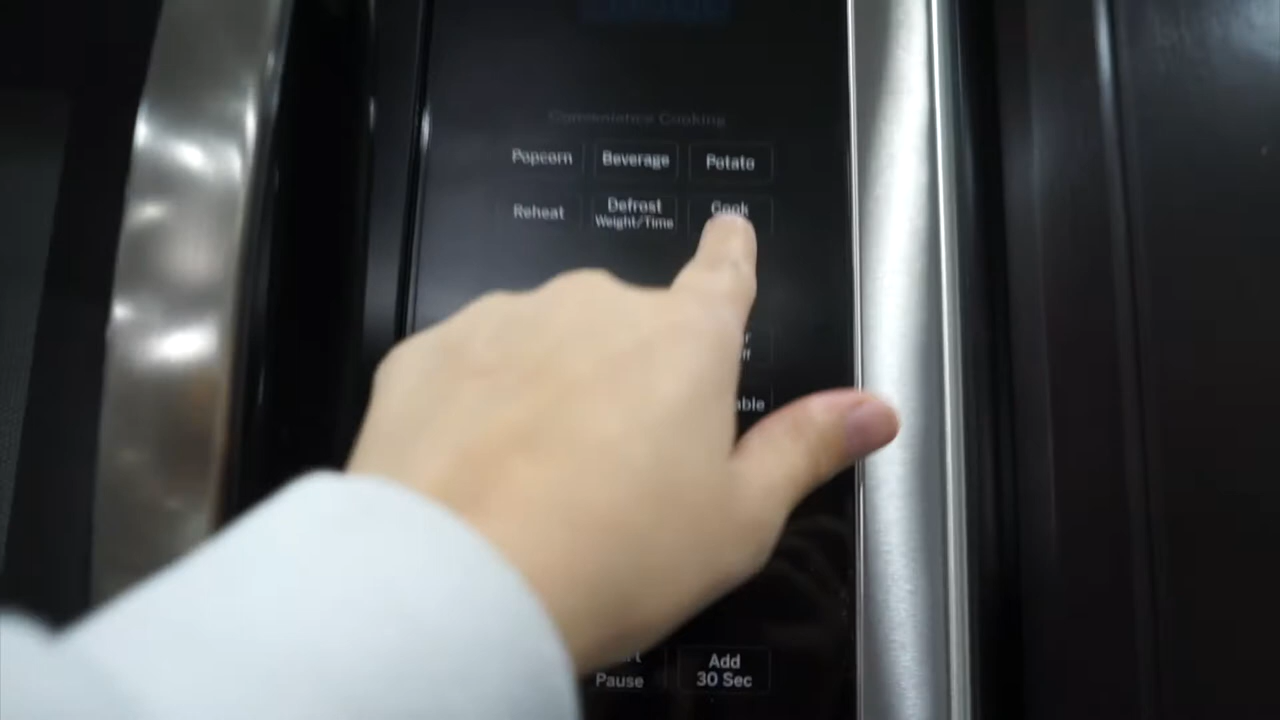 Convenience Cooking
Popcorn Beverage Potato
Reheat Defrost Cook
Weight/Time
Add
Pause 30 Sec